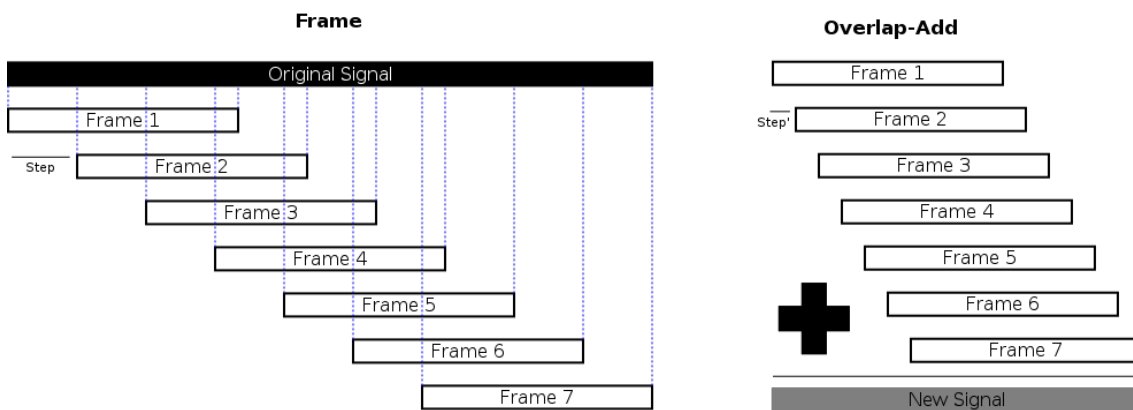 Frame
Original Signal
Frame 1
Step
Frame 2
Frame 3
Frame 4
Frame 5
Frame 6
Frame 7
Overlap-Add
Frame 1
Step'
Frame 2
Frame 3
Frame 4
Frame 5
Frame 6
Frame 7
New Signal